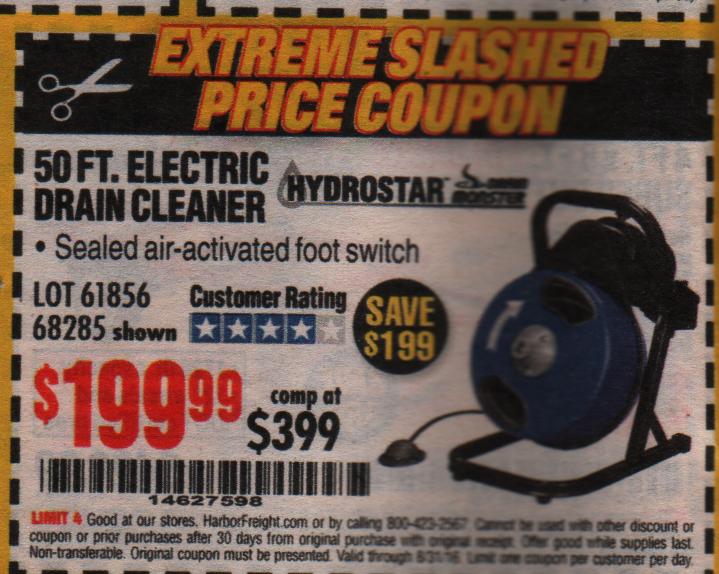 EXTREME SLASHED
PRICE COUPON
50 FT. ELECTRIC
DRAIN CLEANER
HYDROSTAR
DRAIN
MONSTER
• Sealed air-activated foot switch
LOT 61856
68285 shown
Customer Rating
SAVE
$199
$199.99
comp at
$399
14627598
LIMIT 4 Good at our stores, HarborFreight.com or by calling 800-423-2567. Cannot be used with other discount or
coupon or prior purchases after 30 days from original purchase with original receipt. Offer good while supplies last.
Non-transferable. Original coupon must be presented. Valid through 8/31/16. Limit one coupon per customer per day.